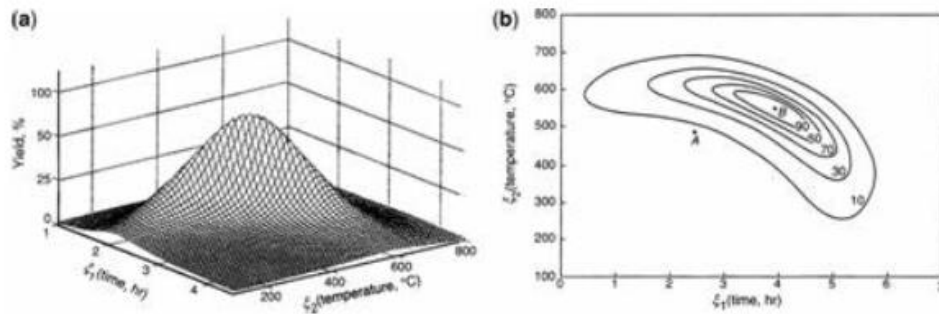 (a)
Yield, %
100
50
25
0
1
2
3
4
ξ₁(time, hr)
200
400
600
800
ξ₂(temperature, °C)
(b)
ξ₂(temperature, °C)
800
700
600
500
400
300
200
100
A
B
90
80
70
30
10
0 1 2 3 4 5 6 7
ξ₁(time, hr)